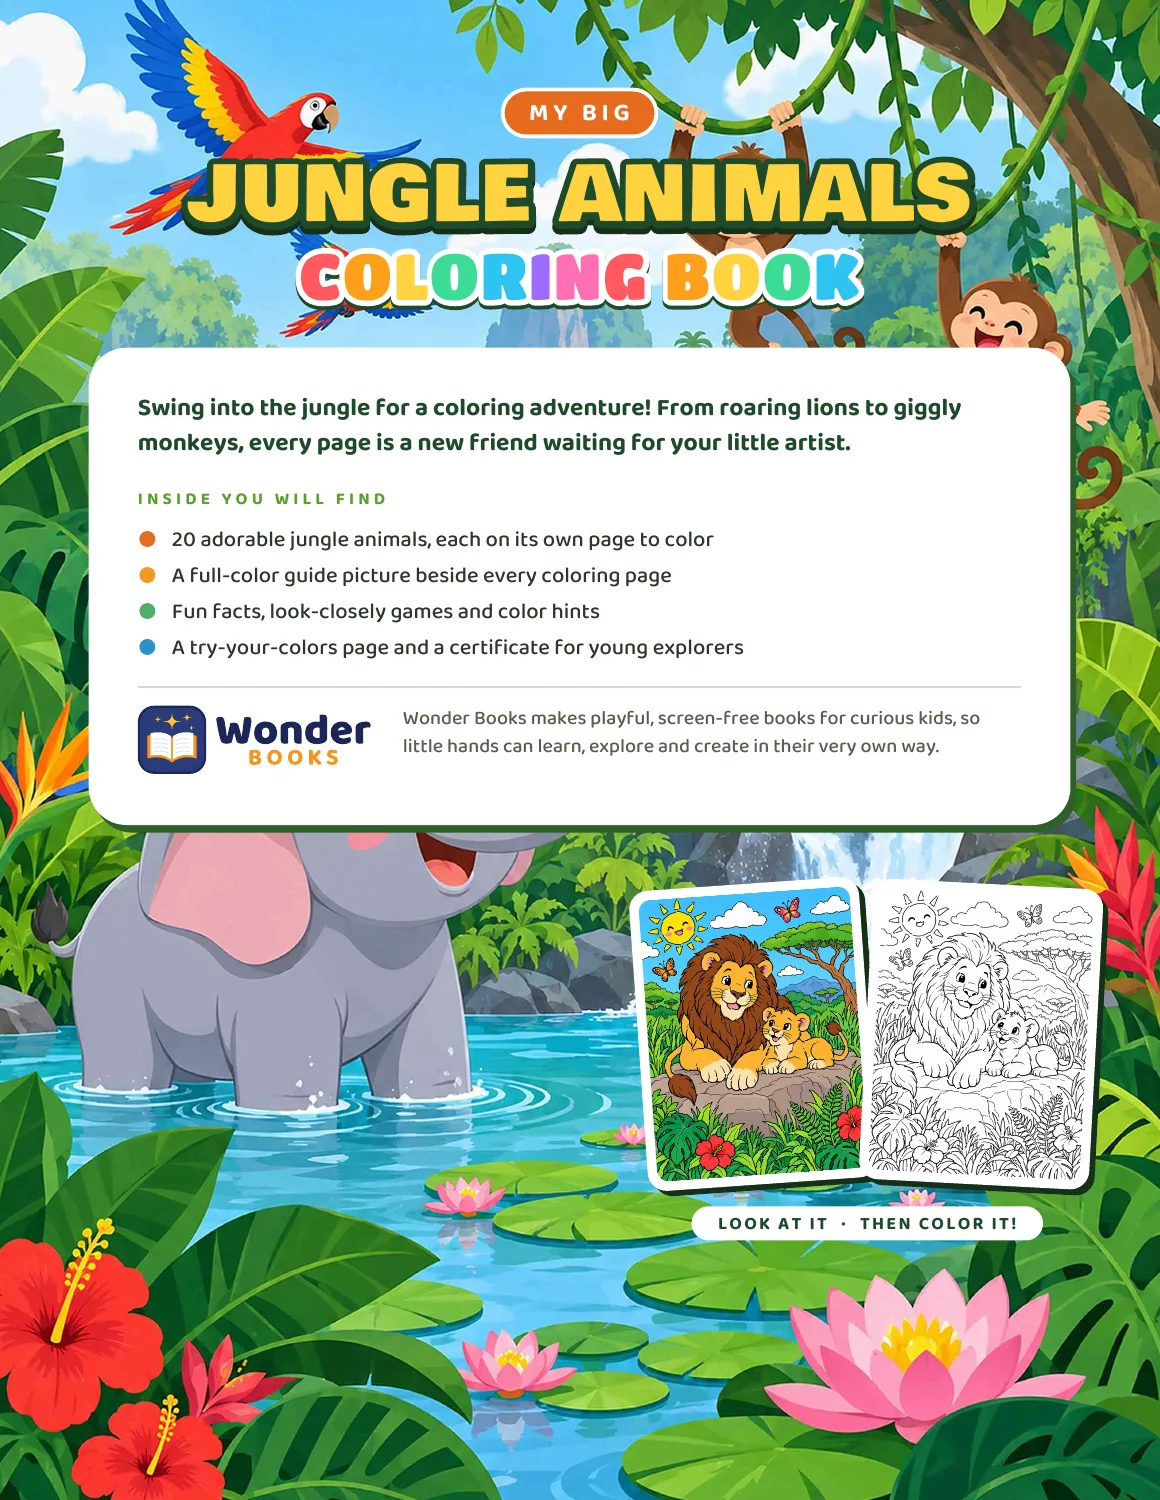 MY BIG
JUNGLE ANIMALS
COLORING BOOK
Swing into the jungle for a coloring adventure! From roaring lions to giggly
monkeys, every page is a new friend waiting for your little artist.
INSIDE YOU WILL FIND
20 adorable jungle animals, each on its own page to color
A full-color guide picture beside every coloring page
Fun facts, look-closely games and color hints
A try-your-colors page and a certificate for young explorers
Wonder
BOOKS
Wonder Books makes playful, screen-free books for curious kids, so
little hands can learn, explore and create in their very own way.
LOOK AT IT · THEN COLOR IT!